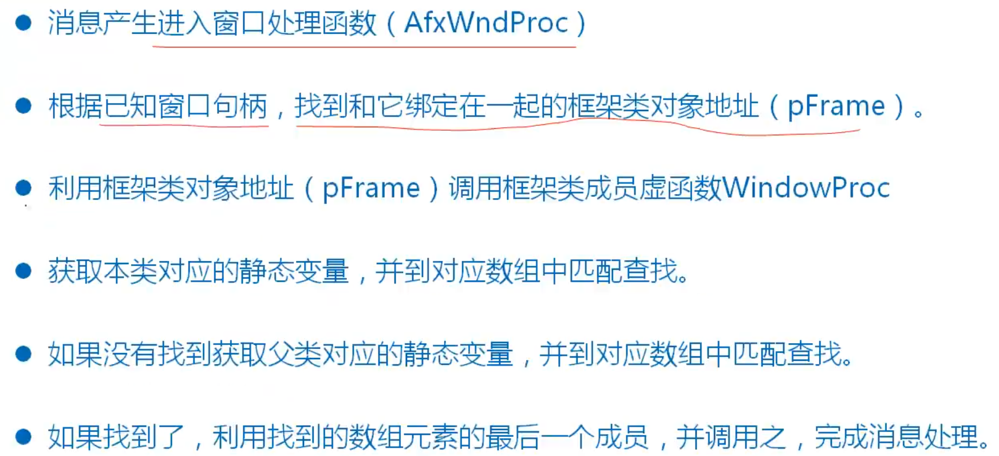 ● 消息产生进入窗口处理函数（AfxWndProc）
● 根据已知窗口句柄，找到和它绑定在一起的框架类对象地址（pFrame）。
● 利用框架类对象地址（pFrame）调用框架类成员虚函数WindowProc
● 获取本类对应的静态变量，并到对应数组中匹配查找。
● 如果没有找到获取父类对应的静态变量，并到对应数组中匹配查找。
● 如果找到了，利用找到的数组元素的最后一个成员，并调用之，完成消息处理。